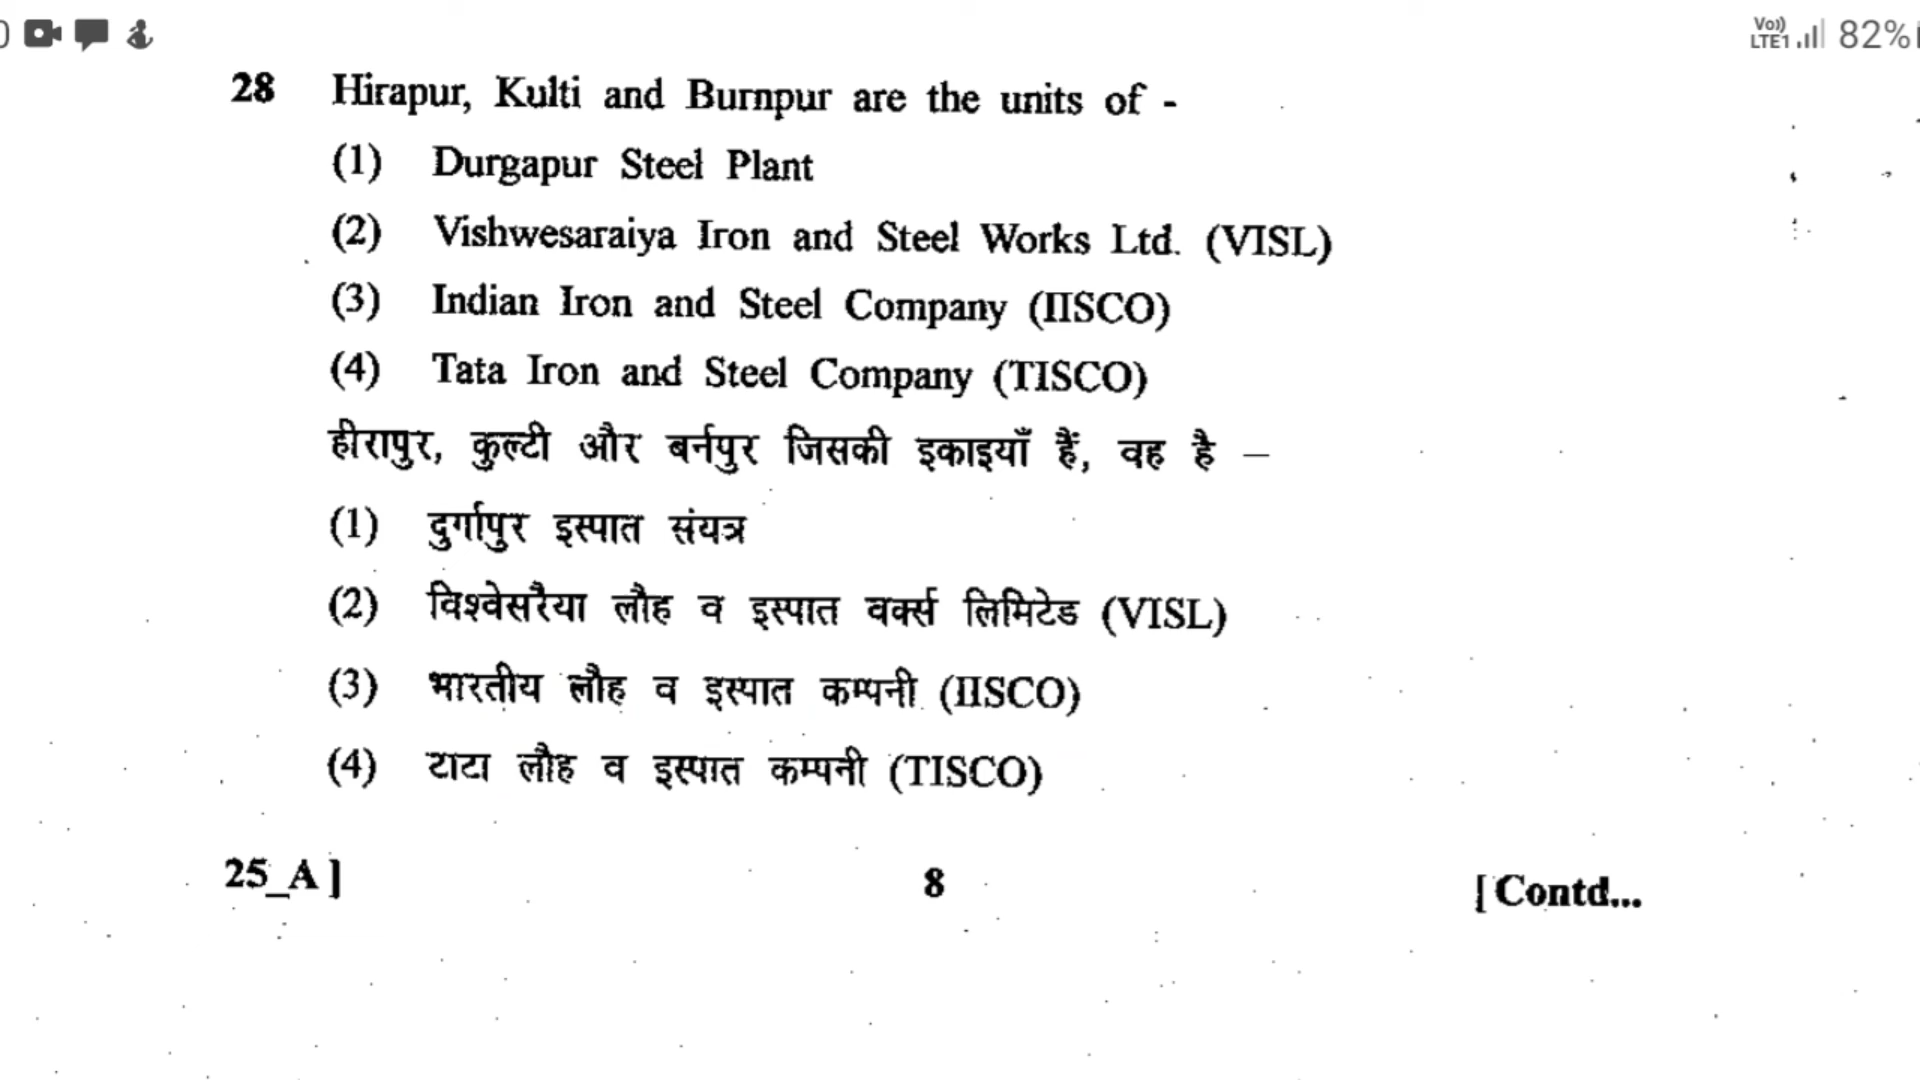 Vo))
LTE1 82%
28 Hirapur, Kulti and Burnpur are the units of -
(1) Durgapur Steel Plant
(2) Vishwesaraiya Iron and Steel Works Ltd. (VISL)
(3) Indian Iron and Steel Company (IISCO)
(4) Tata Iron and Steel Company (TISCO)
हीरापुर, कुल्टी और बर्नपुर जिसकी इकाइयाँ हैं, वह है –
(1) दुर्गापुर इस्पात संयत्र
(2) विश्वेसरैया लौह व इस्पात वर्क्स लिमिटेड (VISL)
(3) भारतीय लौह व इस्पात कम्पनी (IISCO)
(4) टाटा लौह व इस्पात कम्पनी (TISCO)
25_A ] 8 [ Contd...